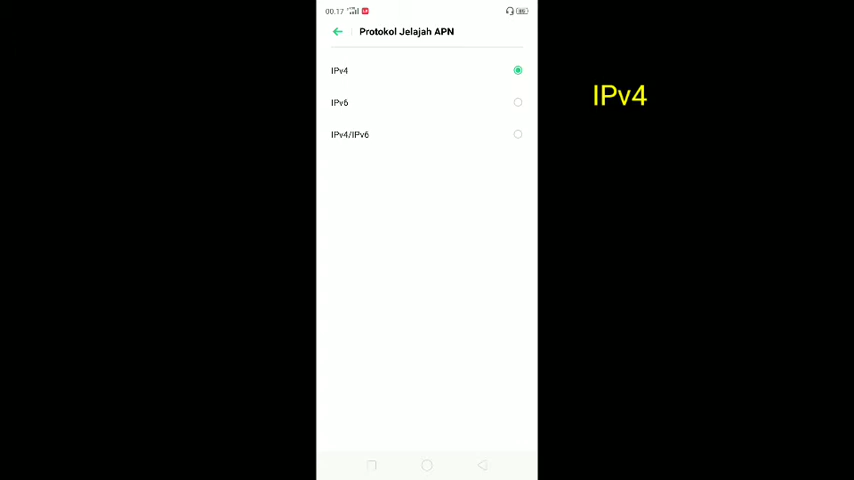 00.17
Protokol Jelajah APN
IPv4
IPv6
IPv4/IPv6
IPv4